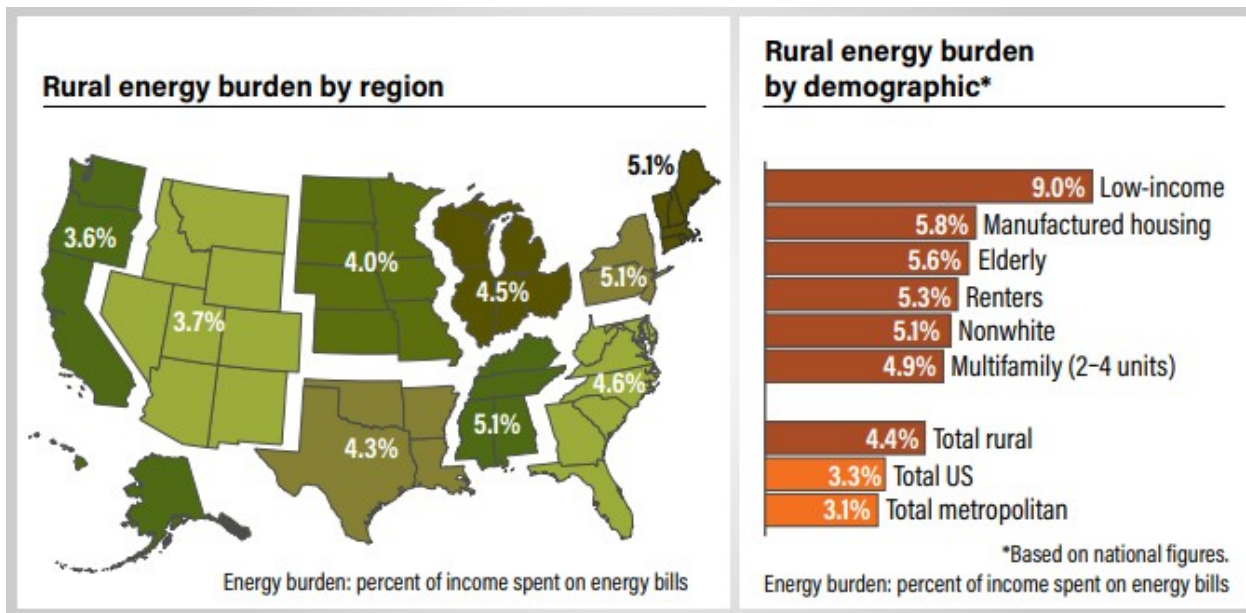 Rural energy burden by region
5.1%
3.6%
4.0%
5.1%
4.5%
3.7%
4.6%
5.1%
4.3%
Energy burden: percent of income spent on energy bills
Rural energy burden
by demographic*
9.0% Low-income
5.8% Manufactured housing
5.6% Elderly
5.3% Renters
5.1% Nonwhite
4.9% Multifamily (2–4 units)
4.4% Total rural
3.3% Total US
3.1% Total metropolitan
*Based on national figures.
Energy burden: percent of income spent on energy bills